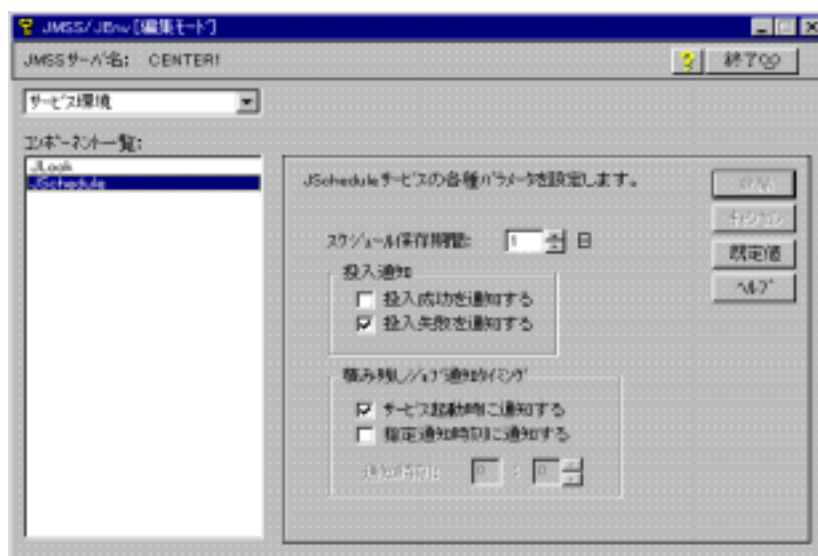 JMSS/JEnv [編集モード]
JMSSサーバ名: CENTER1
終了(X)
サービス環境
コンポーネント一覧:
JLook
JSchedule
JScheduleサービスの各種パラメータを設定します。
スケジュール保存期間: 1 日
既定値
ヘルプ
投入通知
投入成功を通知する
投入失敗を通知する
積み残しジョブ通知タイミング
サービス起動時に通知する
指定通知時刻に通知する
通知時刻: 0 : 0